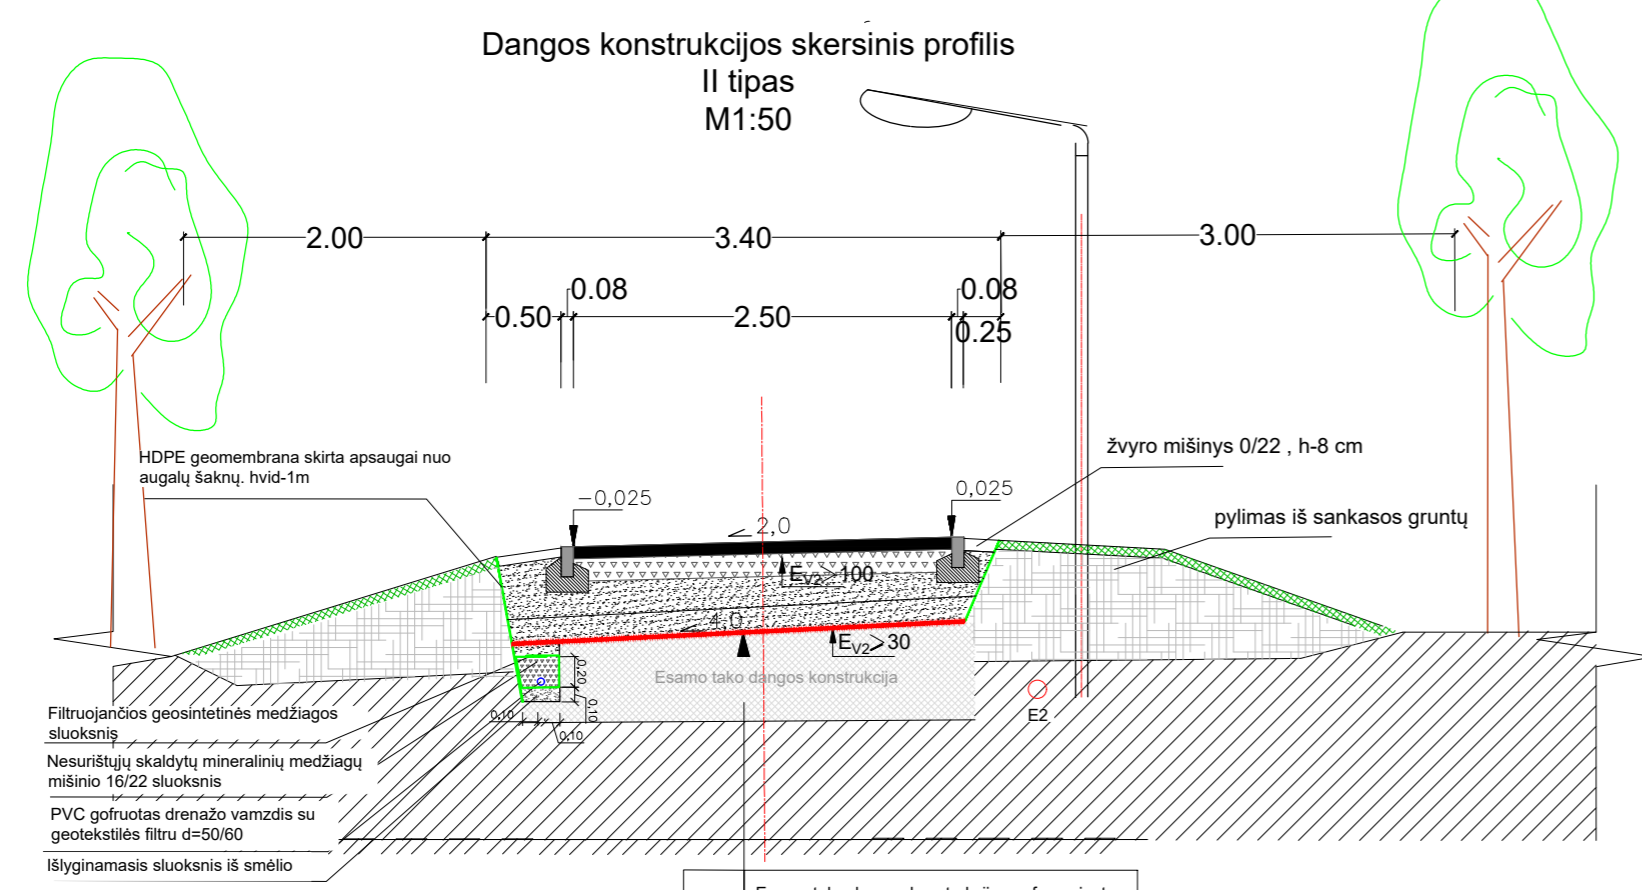 Dangos konstrukcijos skersinis profilis
II tipas
M1:50
2.00
3.40
3.00
0.08
0.08
0.50
2.50
0.25
HDPE geomembrana skirta apsaugai nuo
augalų šaknų. hvid-1m
žvyro mišinys 0/22 , h-8 cm
-0,025
0,025
2,0
pylimas iš sankasos gruntų
EV2>100
4,0
EV2>30
Esamo tako dangos konstrukcija
0,20
0,10
0,10
0,10
E2
Filtruojančios geosintetinės medžiagos
sluoksnis
Nesurištųjų skaldytų mineralinių medžiagų
mišinio 16/22 sluoksnis
PVC gofruotas drenažo vamzdis su
geotekstilės filtru d=50/60
Išlyginamasis sluoksnis iš smėlio